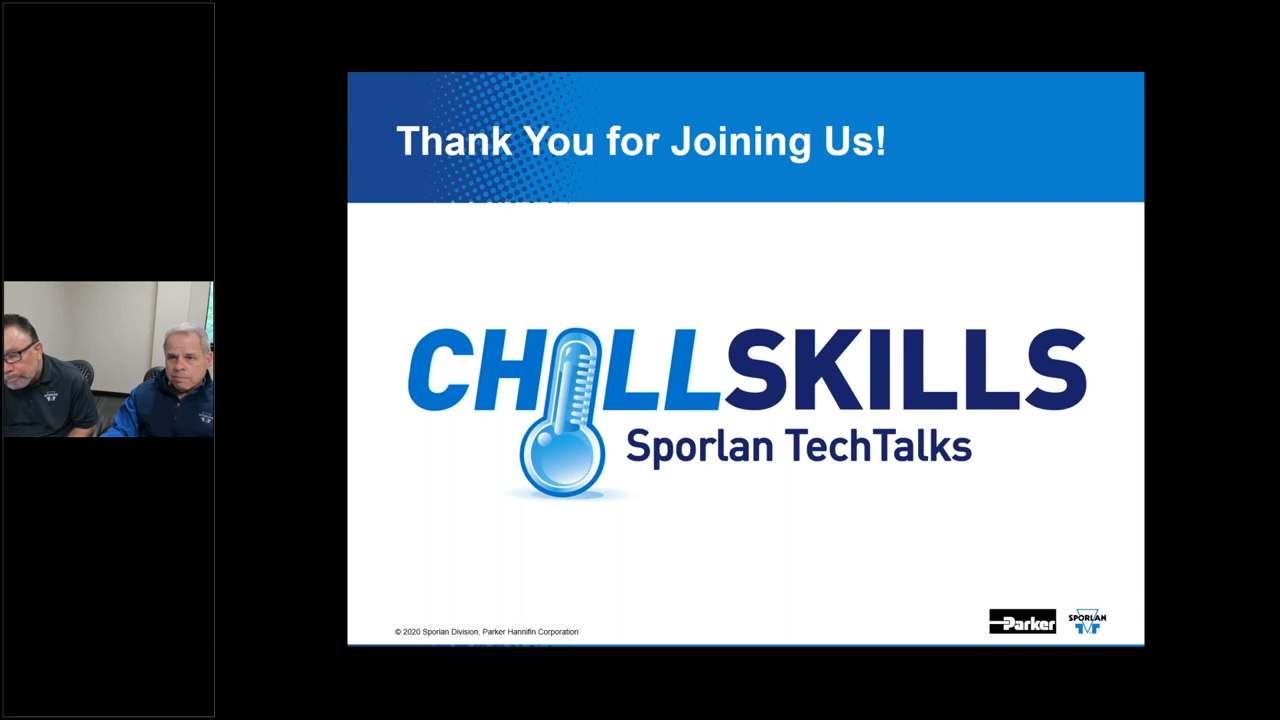 Thank You for Joining Us!
CHILLSKILLS
Sporlan TechTalks
© 2020 Sporlan Division, Parker Hannifin Corporation
Parker
SPORLAN